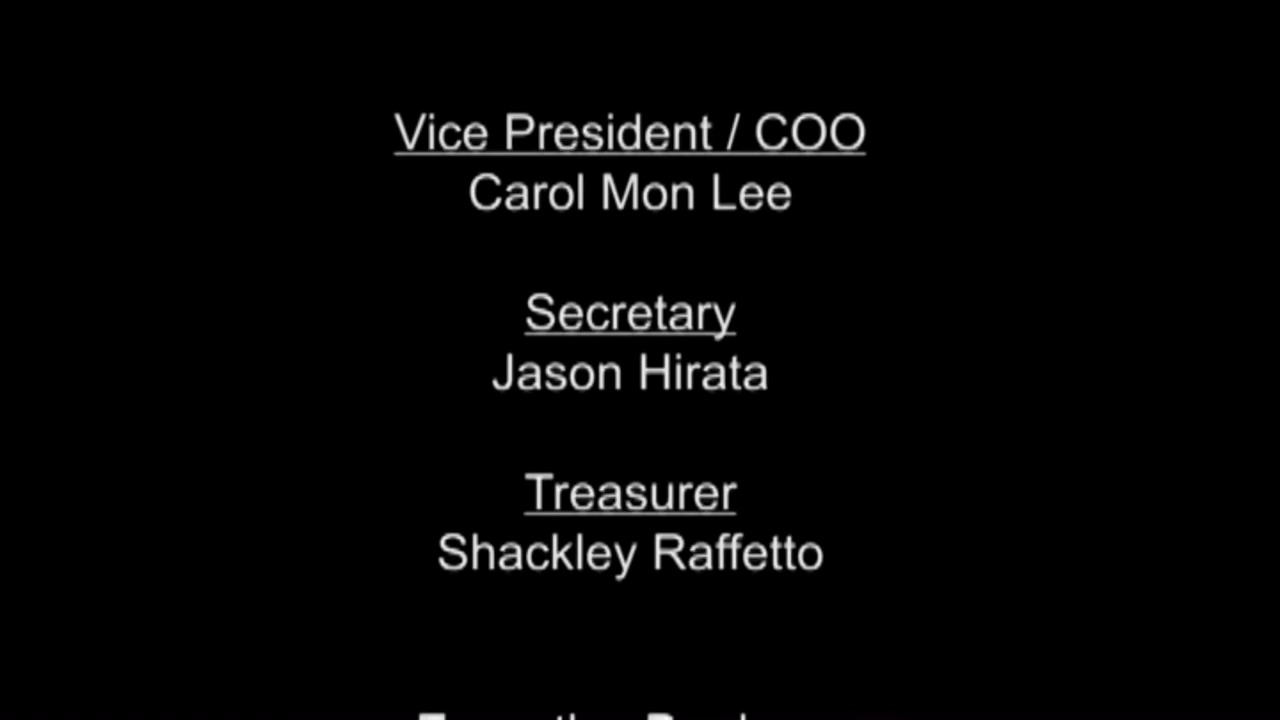 Vice President / COO
Carol Mon Lee
Secretary
Jason Hirata
Treasurer
Shackley Raffetto